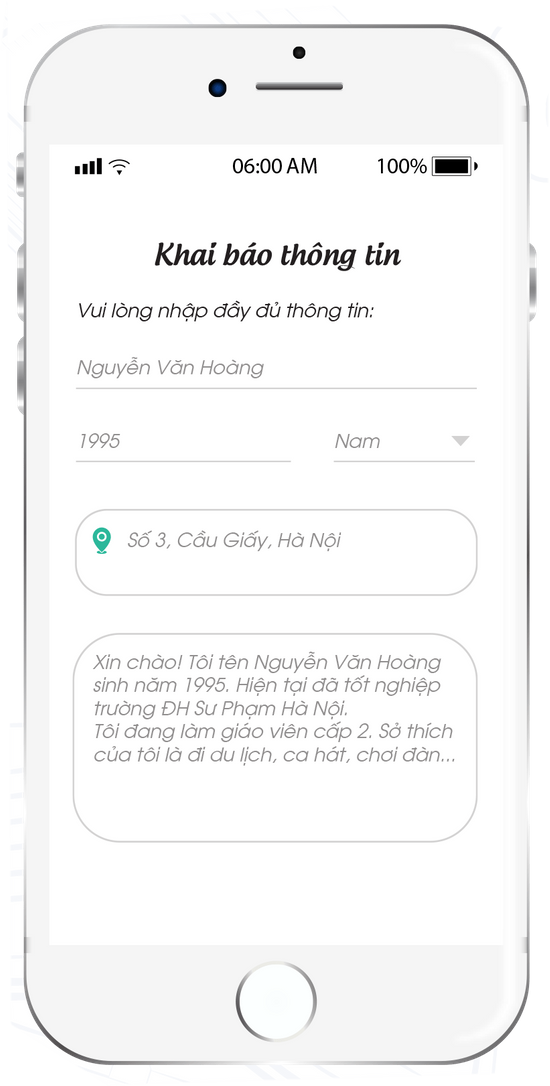 06:00 AM 100%
Khai báo thông tin
Vui lòng nhập đầy đủ thông tin:
Nguyễn Văn Hoàng
1995 Nam
Số 3, Cầu Giấy, Hà Nội
Xin chào! Tôi tên Nguyễn Văn Hoàng
sinh năm 1995. Hiện tại đã tốt nghiệp
trường ĐH Sư Phạm Hà Nội.
Tôi đang làm giáo viên cấp 2. Sở thích
của tôi là đi du lịch, ca hát, chơi đàn...